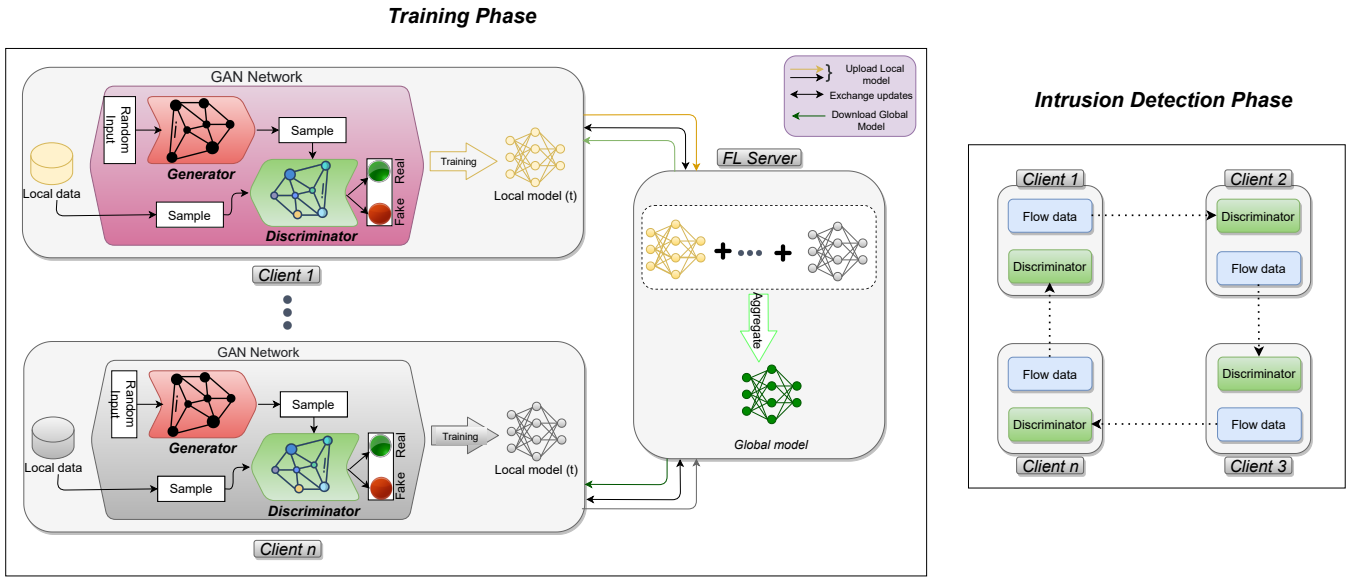 Training Phase
GAN Network
Random
Input
Generator
Sample
Local data
Sample
Discriminator
Real
Fake
Training
Local model (t)
Client 1
GAN Network
Random
Input
Generator
Sample
Local data
Sample
Discriminator
Real
Fake
Training
Local model (t)
Client n
} Upload Local
model
Exchange updates
Download Global
Model
FL Server
+ +
Aggregate
Global model
Intrusion Detection Phase
Client 1
Flow data
Discriminator
Client 2
Discriminator
Flow data
Flow data
Discriminator
Client n
Discriminator
Flow data
Client 3